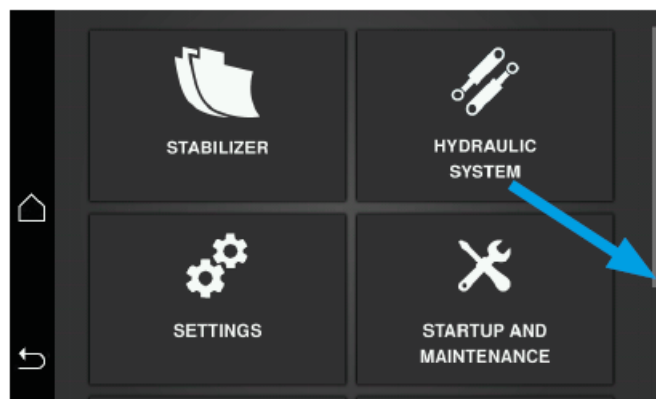 STABILIZER
HYDRAULIC
SYSTEM
SETTINGS
STARTUP AND
MAINTENANCE